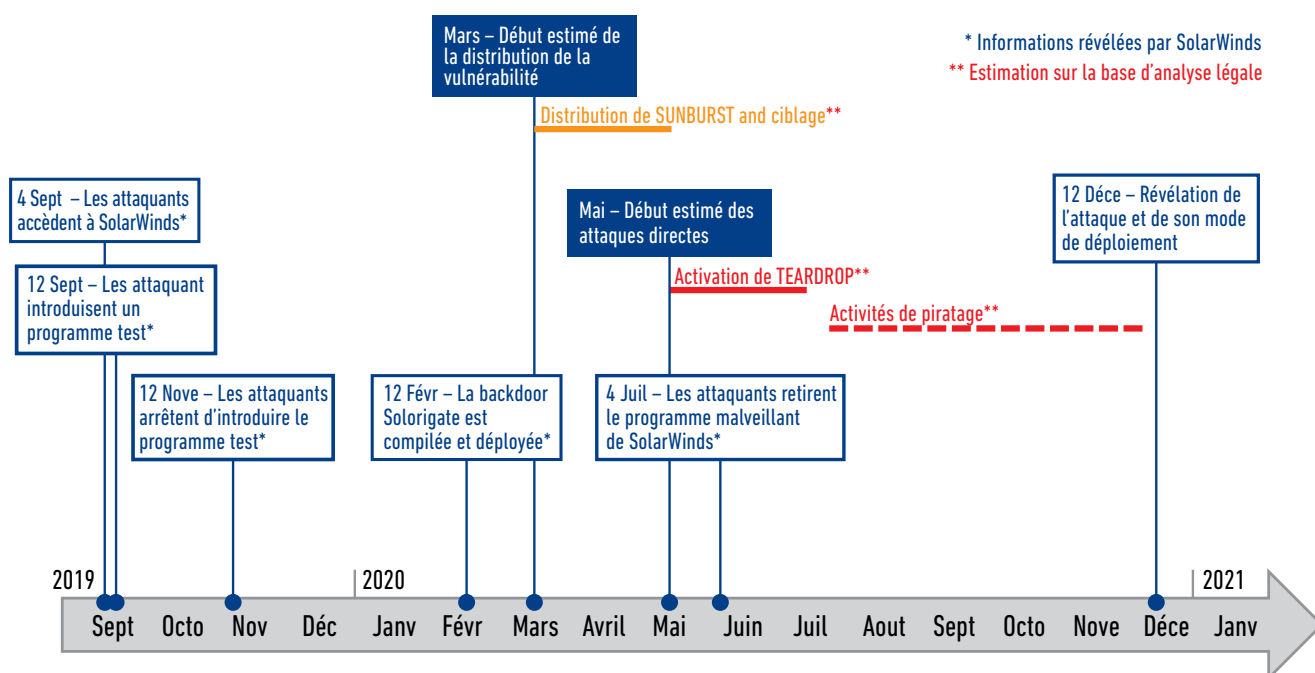 Mars – Début estimé de
la distribution de la
vulnérabilité
* Informations révélées par SolarWinds
** Estimation sur la base d'analyse légale
Distribution de SUNBURST and ciblage**
4 Sept – Les attaquants
accèdent à SolarWinds*
Mai – Début estimé des
attaques directes
12 Déce – Révélation de
l'attaque et de son mode
de déploiement
12 Sept – Les attaquant
introduisent un
programme test*
Activation de TEARDROP**
Activités de piratage**
12 Nove – Les attaquants
arrêtent d'introduire le
programme test*
12 Févr – La backdoor
Solorigate est
compilée et déployée*
4 Juil – Les attaquants retirent
le programme malveillant
de SolarWinds*
2019
2020
2021
Sept Octo Nov Déc Janv Févr Mars Avril Mai Juin Juil Aout Sept Octo Nove Déce Janv